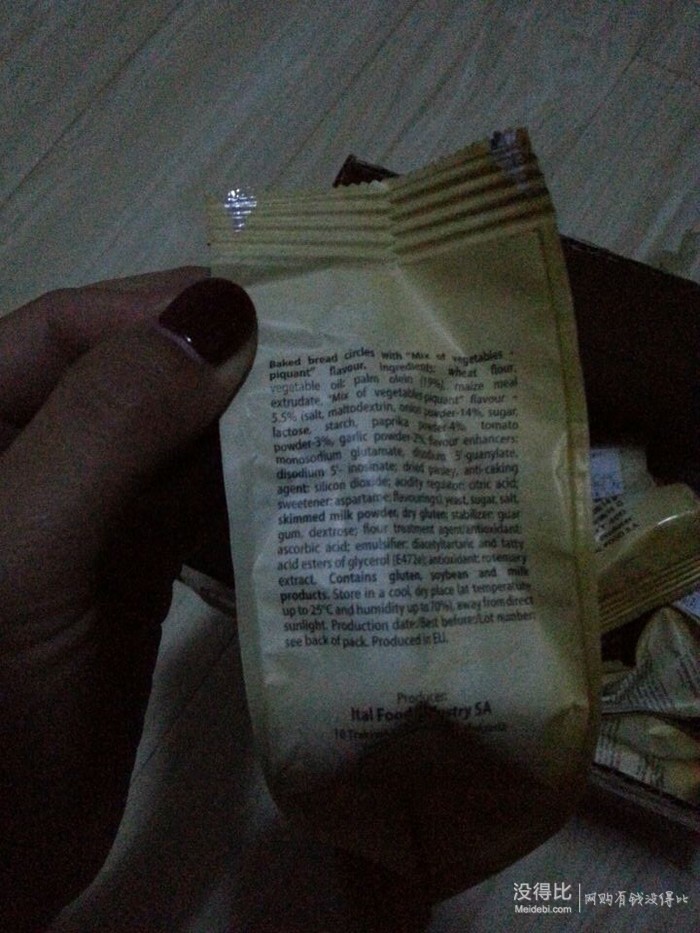 Baked bread circles with "Mix of vegetables -
piquant" flavour. Ingredients: wheat flour,
vegetable oil: palm olein (19%), maize meal
extrudate, "Mix of vegetables-piquant" flavour -
5.5% (salt, maltodextrin, onion powder-14%, sugar,
lactose, starch, paprika powder-4%, tomato
powder-3%, garlic powder-2%, flavour enhancers:
monosodium glutamate, disodium 5'-guanylate,
disodium 5'- inosinate; dried parsley, anti-caking
agent: silicon dioxide; acidity regulator: citric acid;
sweetener: aspartame; flavourings), yeast, sugar, salt,
skimmed milk powder, dry gluten; stabilizer: guar
gum, dextrose; flour treatment agent/antioxidant:
ascorbic acid; emulsifier: diacetyltartaric and fatty
acid esters of glycerol (E472e); antioxidant: rosemary
extract. Contains gluten, soybean and milk
products. Store in a cool, dry place (at temperature
up to 25°C and humidity up to 70%), away from direct
sunlight. Production date/Best before/Lot number:
see back of pack. Produced in EU.
Producer:
Ital Food Industry SA
没得比
Meidebi.com
网购有钱没得比